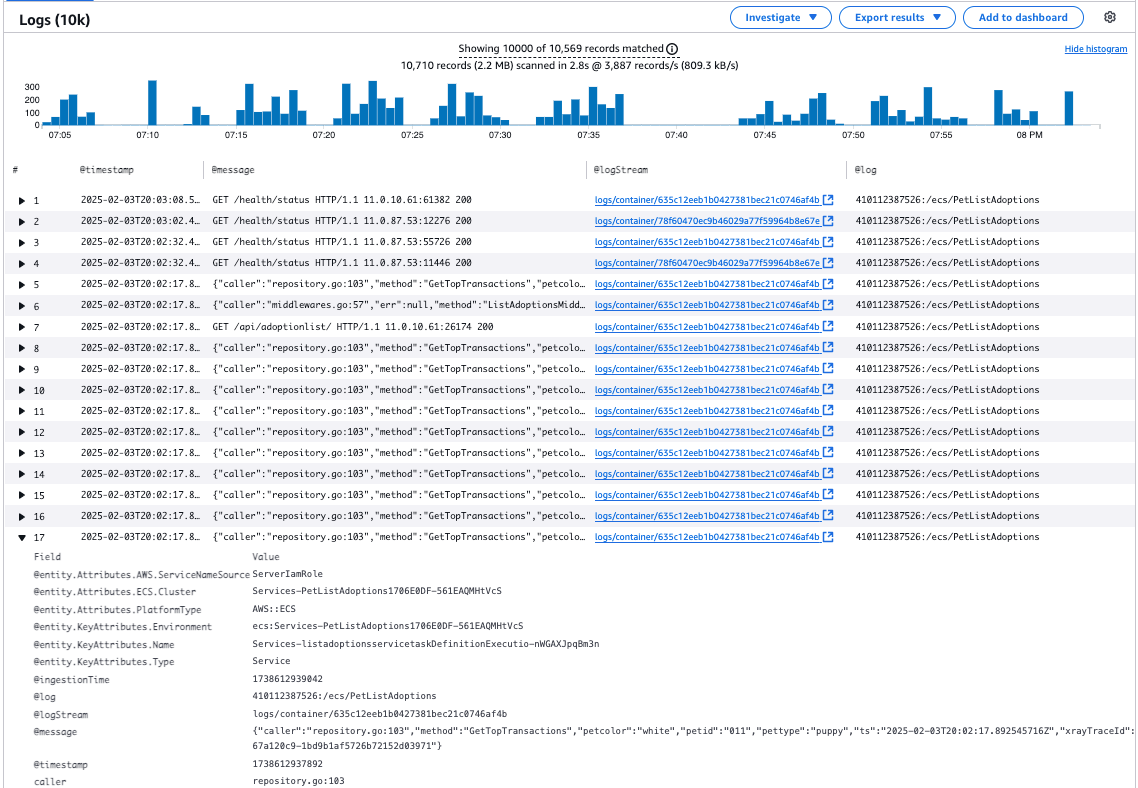 Logs (10k)
Investigate ▼ Export results ▼ Add to dashboard
Showing 10000 of 10,569 records matched
Hide histogram
10,710 records (2.2 MB) scanned in 2.8s @ 3,887 records/s (809.3 kB/s)
300
200
100
0
07:05 07:10 07:15 07:20 07:25 07:30 07:35 07:40 07:45 07:50 07:55 08 PM
# @timestamp @message @logStream @log
1 2025-02-03T20:03:08.5… GET /health/status HTTP/1.1 11.0.10.61:61382 200 logs/container/635c12eeb1b0427381bec21c0746af4b 410112387526:/ecs/PetListAdoptions
2 2025-02-03T20:03:02.4… GET /health/status HTTP/1.1 11.0.87.53:12276 200 logs/container/78f60470ec9b46029a77f59964b8e67e 410112387526:/ecs/PetListAdoptions
3 2025-02-03T20:02:32.4… GET /health/status HTTP/1.1 11.0.87.53:55726 200 logs/container/635c12eeb1b0427381bec21c0746af4b 410112387526:/ecs/PetListAdoptions
4 2025-02-03T20:02:32.4… GET /health/status HTTP/1.1 11.0.87.53:11446 200 logs/container/78f60470ec9b46029a77f59964b8e67e 410112387526:/ecs/PetListAdoptions
5 2025-02-03T20:02:17.8… {"caller":"repository.go:103","method":"GetTopTransactions","petcolo… logs/container/635c12eeb1b0427381bec21c0746af4b 410112387526:/ecs/PetListAdoptions
6 2025-02-03T20:02:17.8… {"caller":"middlewares.go:57","err":null,"method":"ListAdoptionsMidd… logs/container/635c12eeb1b0427381bec21c0746af4b 410112387526:/ecs/PetListAdoptions
7 2025-02-03T20:02:17.8… GET /api/adoptionlist/ HTTP/1.1 11.0.10.61:26174 200 logs/container/635c12eeb1b0427381bec21c0746af4b 410112387526:/ecs/PetListAdoptions
8 2025-02-03T20:02:17.8… {"caller":"repository.go:103","method":"GetTopTransactions","petcolo… logs/container/635c12eeb1b0427381bec21c0746af4b 410112387526:/ecs/PetListAdoptions
9 2025-02-03T20:02:17.8… {"caller":"repository.go:103","method":"GetTopTransactions","petcolo… logs/container/635c12eeb1b0427381bec21c0746af4b 410112387526:/ecs/PetListAdoptions
10 2025-02-03T20:02:17.8… {"caller":"repository.go:103","method":"GetTopTransactions","petcolo… logs/container/635c12eeb1b0427381bec21c0746af4b 410112387526:/ecs/PetListAdoptions
11 2025-02-03T20:02:17.8… {"caller":"repository.go:103","method":"GetTopTransactions","petcolo… logs/container/635c12eeb1b0427381bec21c0746af4b 410112387526:/ecs/PetListAdoptions
12 2025-02-03T20:02:17.8… {"caller":"repository.go:103","method":"GetTopTransactions","petcolo… logs/container/635c12eeb1b0427381bec21c0746af4b 410112387526:/ecs/PetListAdoptions
13 2025-02-03T20:02:17.8… {"caller":"repository.go:103","method":"GetTopTransactions","petcolo… logs/container/635c12eeb1b0427381bec21c0746af4b 410112387526:/ecs/PetListAdoptions
14 2025-02-03T20:02:17.8… {"caller":"repository.go:103","method":"GetTopTransactions","petcolo… logs/container/635c12eeb1b0427381bec21c0746af4b 410112387526:/ecs/PetListAdoptions
15 2025-02-03T20:02:17.8… {"caller":"repository.go:103","method":"GetTopTransactions","petcolo… logs/container/635c12eeb1b0427381bec21c0746af4b 410112387526:/ecs/PetListAdoptions
16 2025-02-03T20:02:17.8… {"caller":"repository.go:103","method":"GetTopTransactions","petcolo… logs/container/635c12eeb1b0427381bec21c0746af4b 410112387526:/ecs/PetListAdoptions
17 2025-02-03T20:02:17.8… {"caller":"repository.go:103","method":"GetTopTransactions","petcolo… logs/container/635c12eeb1b0427381bec21c0746af4b 410112387526:/ecs/PetListAdoptions
Field Value
@entity.Attributes.AWS.ServiceNameSource ServerIamRole
@entity.Attributes.ECS.Cluster Services-PetListAdoptions1706E0DF-561EAQMHtVcS
@entity.Attributes.PlatformType AWS::ECS
@entity.KeyAttributes.Environment ecs:Services-PetListAdoptions1706E0DF-561EAQMHtVcS
@entity.KeyAttributes.Name Services-listadoptionsservicetaskDefinitionExecutio-nWGAXJpqBm3n
@entity.KeyAttributes.Type Service
@ingestionTime 1738612939042
@log 410112387526:/ecs/PetListAdoptions
@logStream logs/container/635c12eeb1b0427381bec21c0746af4b
@message {"caller":"repository.go:103","method":"GetTopTransactions","petcolor":"white","petid":"011","pettype":"puppy","ts":"2025-02-03T20:02:17.892545716Z","xrayTraceId":
67a120c9-1bd9b1af5726b72152d03971"}
@timestamp 1738612937892
caller repository.go:103